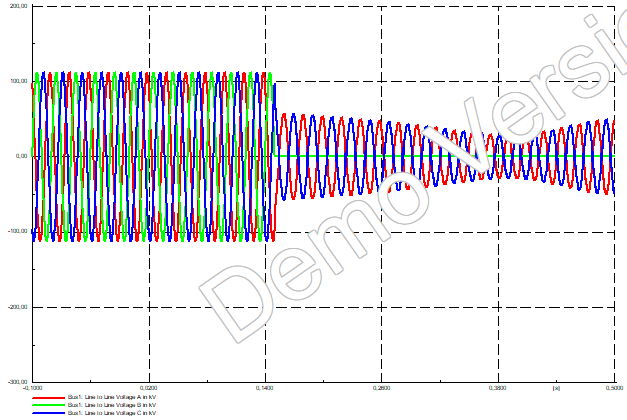 200,00
100,00
0,00
-100,00
-200,00
-300,00
-0,1000 0,0200 0,1400 0,2600 0,3800 [s] 0,5000
Bus1: Line to Line Voltage A in kV
Bus1: Line to Line Voltage B in kV
Bus1: Line to Line Voltage C in kV
Demo Versio